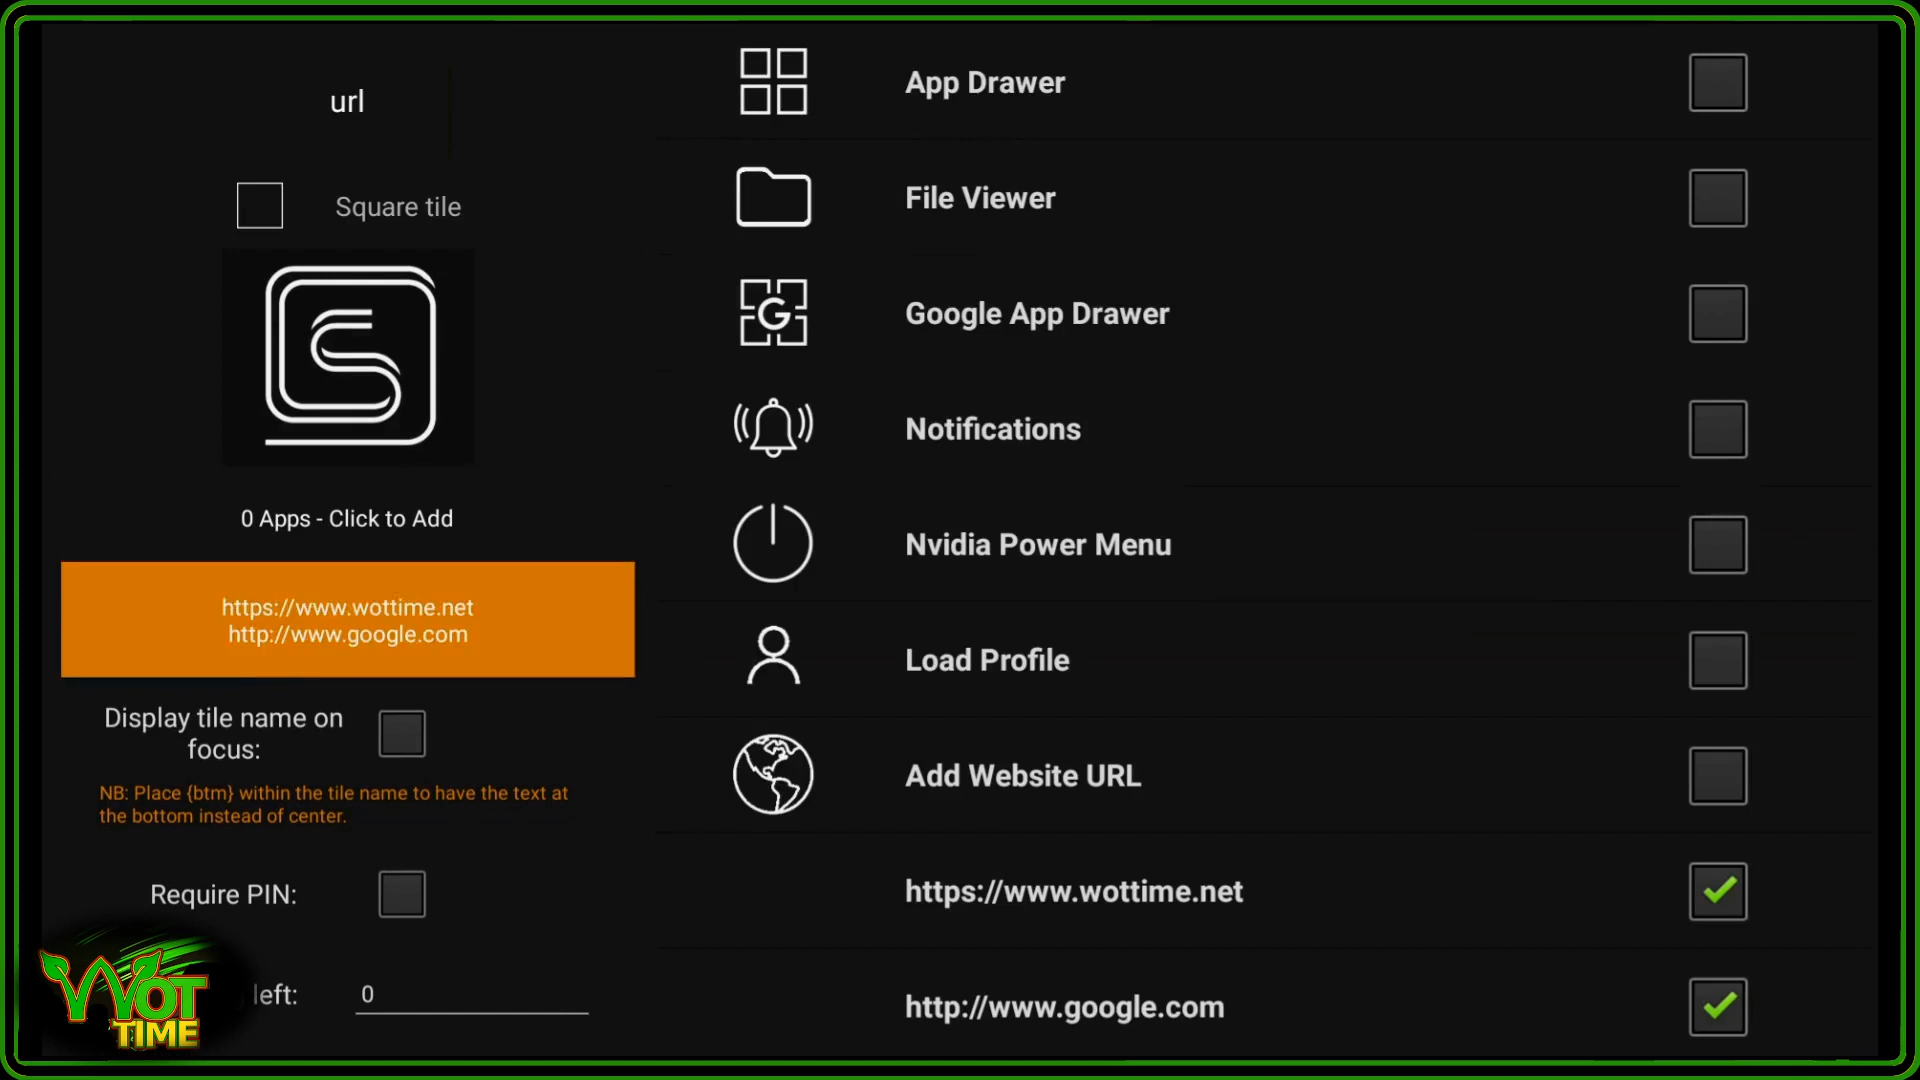 url
Square tile
0 Apps - Click to Add
https://www.wottime.net
http://www.google.com
Display tile name on
focus:
NB: Place {btm} within the tile name to have the text at
the bottom instead of center.
Require PIN:
left:
0
WOT
TIME
App Drawer
File Viewer
G
Google App Drawer
Notifications
Nvidia Power Menu
Load Profile
Add Website URL
https://www.wottime.net
http://www.google.com